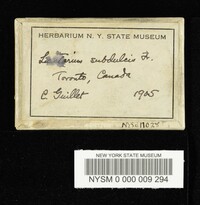 HERBARIUM N. Y. STATE MUSEUM
Lactarius subdulcis Fr.
Toronto, Canada
C Guillet 1905
NEW YORK STATE MUSEUM
NYSM 0 000 009 294